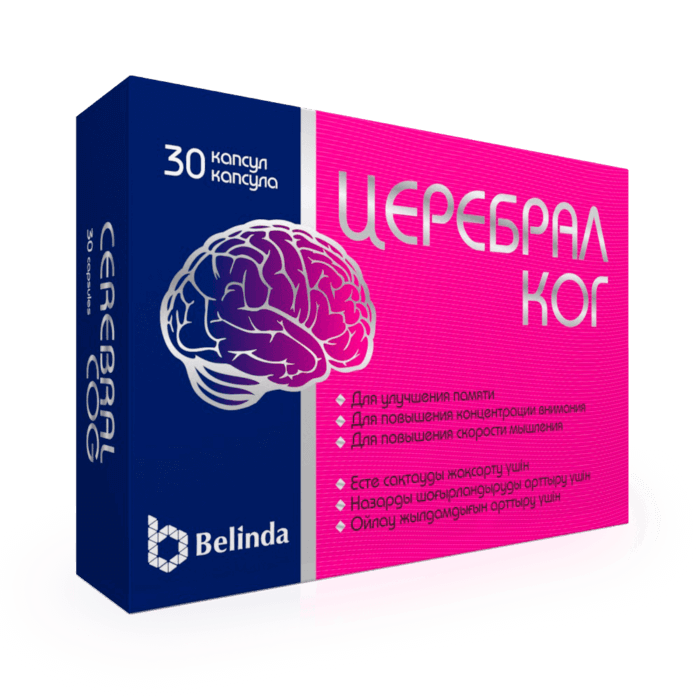 CEREBRAL
COG
30 capsules
30 капсул
капсула
ЦЕРЕБРАЛ
КОГ
Для улучшения памяти
Для повышения концентрации внимания
Для повышения скорости мышления
Есте сақтауды жақсарту үшін
Назарды шоғырландыруды арттыру үшін
Ойлау жылдамдығын арттыру үшін
Belinda